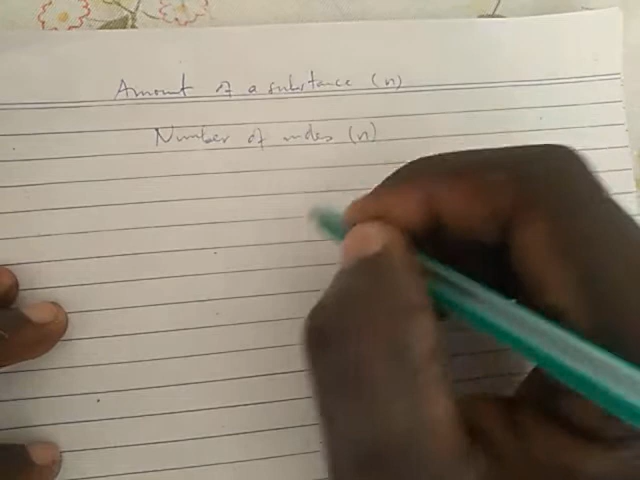 Amount of a substance (n)
Number of moles (n)